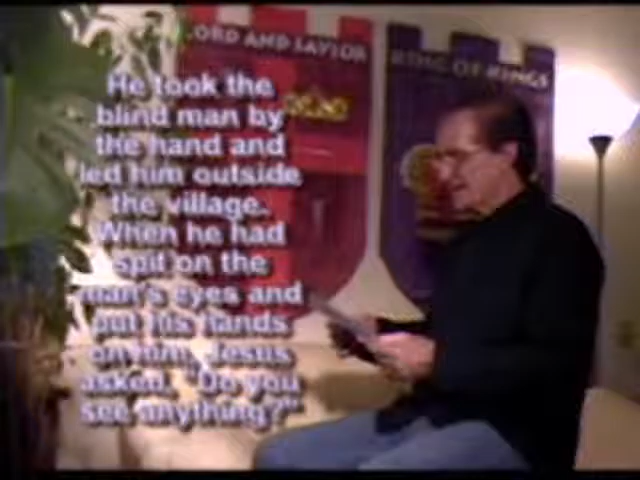 LORD AND SAVIOR
KING OF KINGS
He took the
blind man by
the hand and
led him outside
the village.
When he had
spit on the
man's eyes and
put his hands
on him, Jesus
asked, "Do you
see anything?"